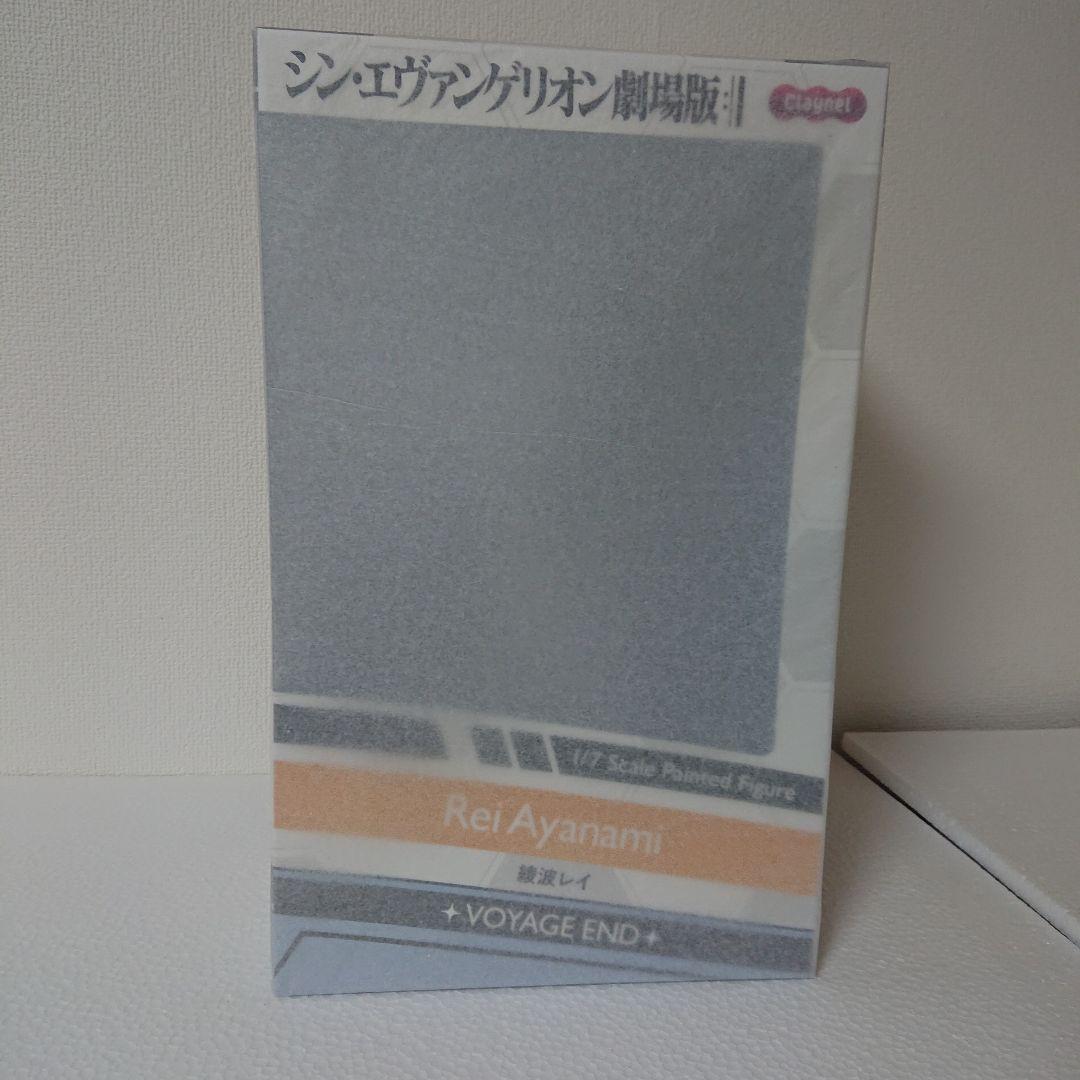 シン・エヴァンゲリオン劇場版:||
Claynel
1/7 Scale Painted Figure
Rei Ayanami
綾波レイ
VOYAGE END